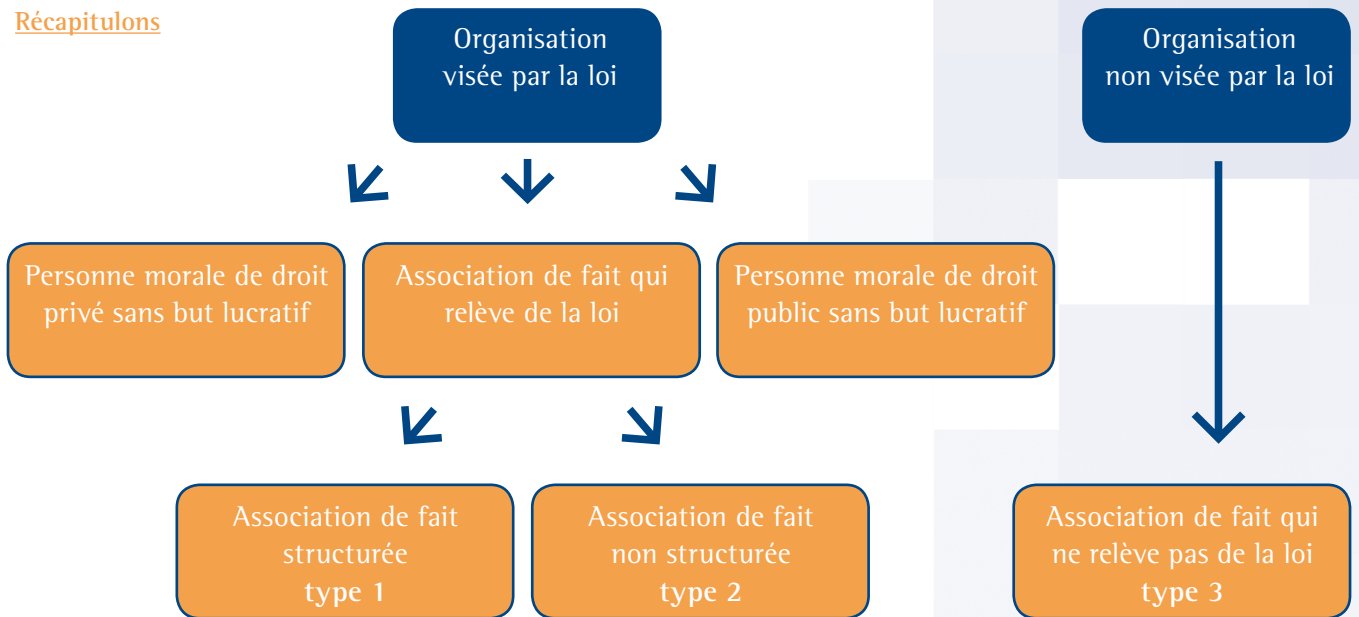 Récapitulons
Organisation
visée par la loi
Organisation
non visée par la loi
Personne morale de droit
privé sans but lucratif
Association de fait qui
relève de la loi
Personne morale de droit
public sans but lucratif
Association de fait
structurée
type 1
Association de fait
non structurée
type 2
Association de fait qui
ne relève pas de la loi
type 3